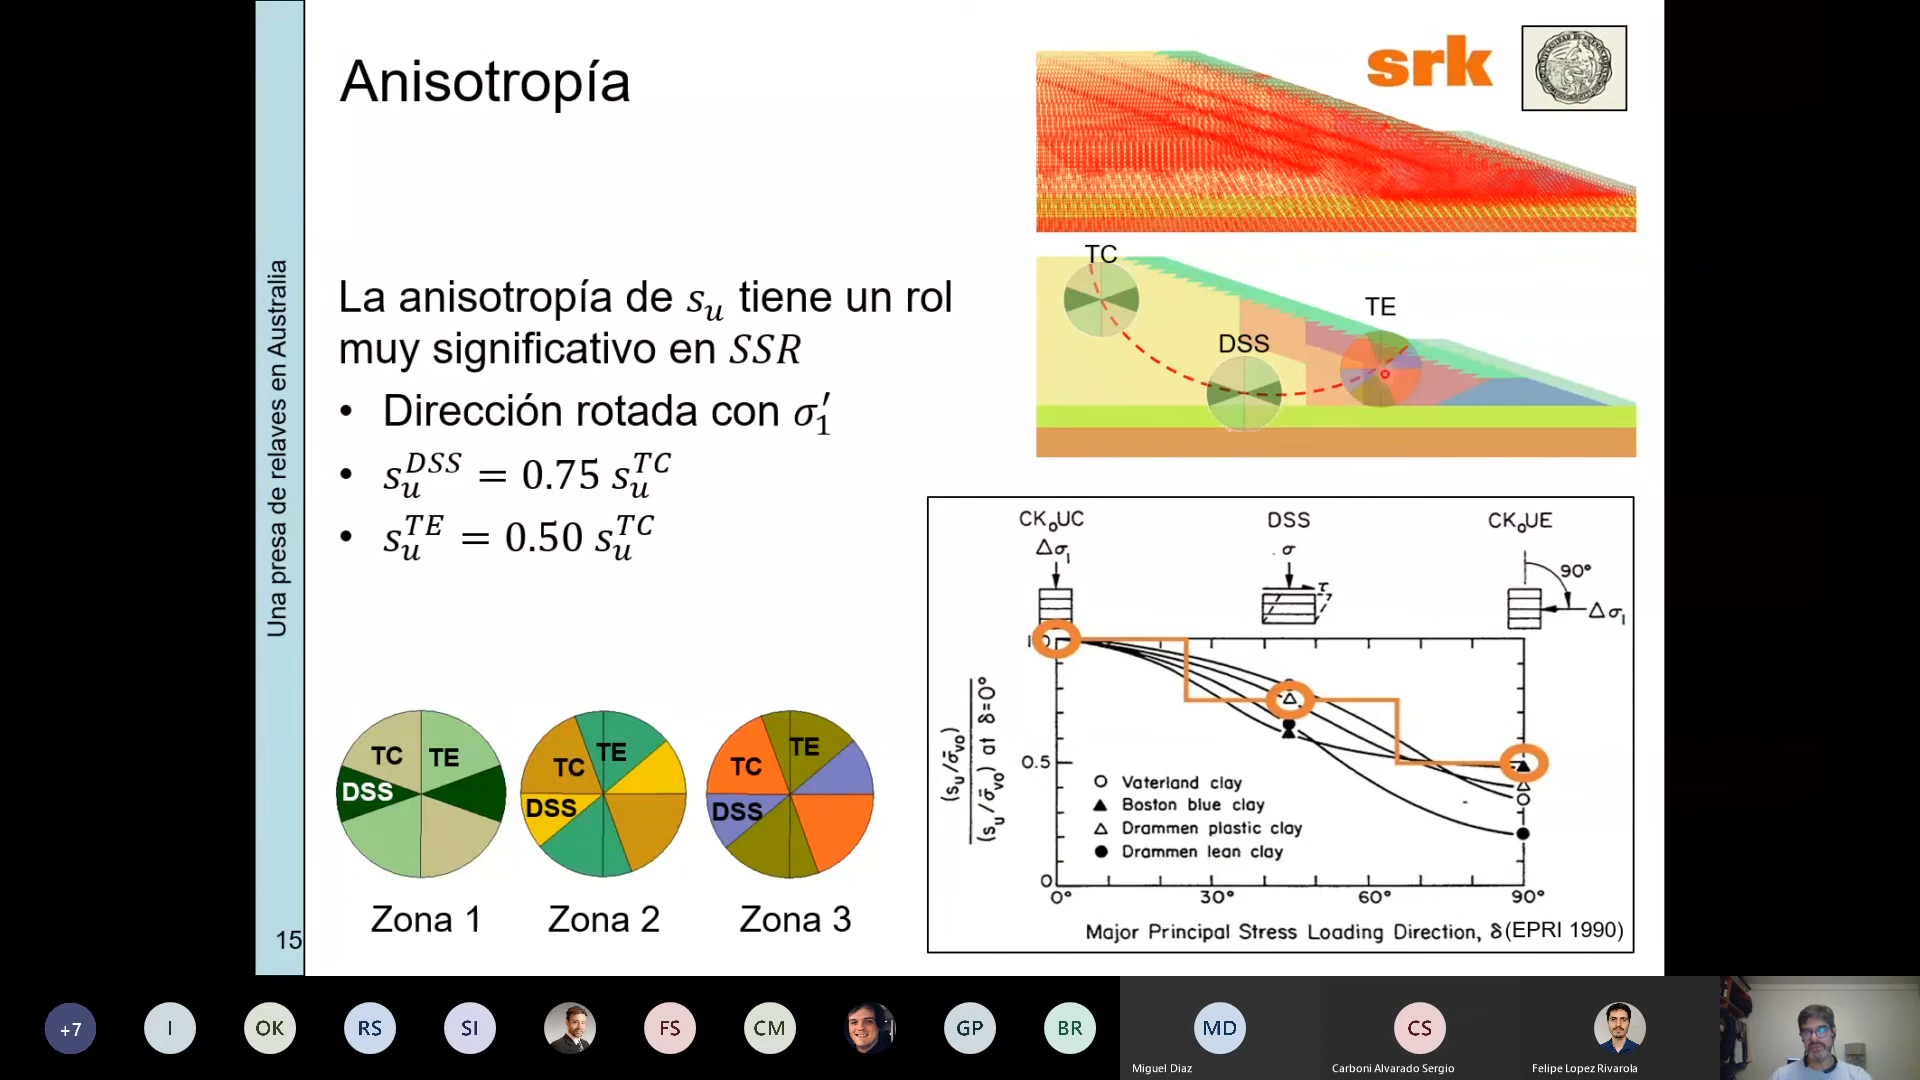 Anisotropía
srk
Una presa de relaves en Australia
La anisotropía de s_u tiene un rol
muy significativo en SSR
• Dirección rotada con σ′₁
• s_u^DSS = 0.75 s_u^TC
• s_u^TE = 0.50 s_u^TC
TC
DSS
TE
TC
TE
DSS
Zona 1
TC
TE
DSS
Zona 2
TC
TE
DSS
Zona 3
15
CK₀UC
DSS
CK₀UE
Δσ₁
σ
τ
90°
Δσ₁
(s_u/σ̄_vo)
(s_u/σ̄_vo) at δ=0°
0.5
0
Vaterland clay
Boston blue clay
Drammen plastic clay
Drammen lean clay
0°
30°
60°
90°
Major Principal Stress Loading Direction, δ (EPRI 1990)
+7
I
OK
RS
SI
FS
CM
GP
BR
MD
CS
Miguel Diaz
Carboni Alvarado Sergio
Felipe Lopez Rivarola